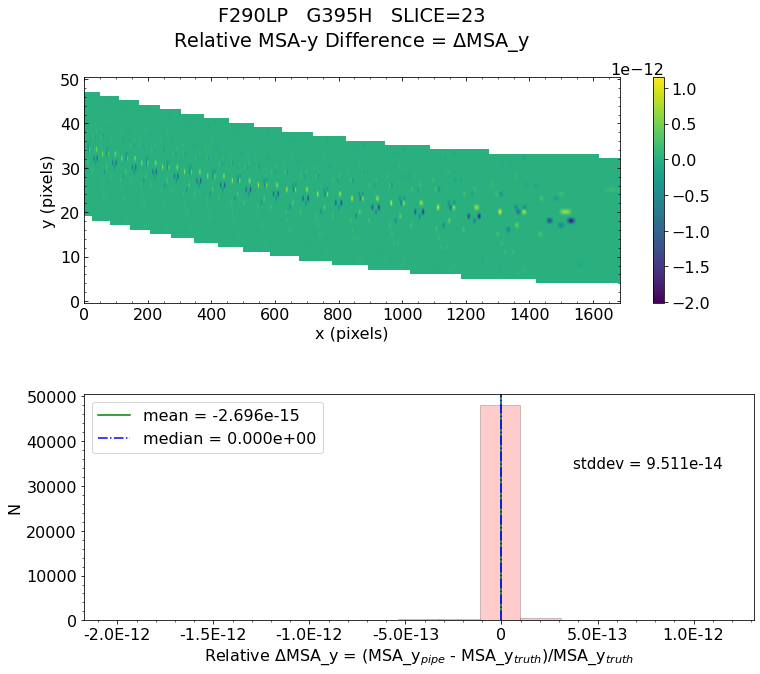 F290LP G395H SLICE=23
Relative MSA-y Difference = ΔMSA_y
1e−12
50
40
30
20
10
0
y (pixels)
0 200 400 600 800 1000 1200 1400 1600
x (pixels)
1.0
0.5
0.0
−0.5
−1.0
−1.5
−2.0
50000
40000
30000
20000
10000
0
N
mean = -2.696e-15
median = 0.000e+00
stddev = 9.511e-14
-2.0E-12 -1.5E-12 -1.0E-12 -5.0E-13 0 5.0E-13 1.0E-12
Relative ΔMSA_y = (MSA_y_pipe - MSA_y_truth)/MSA_y_truth